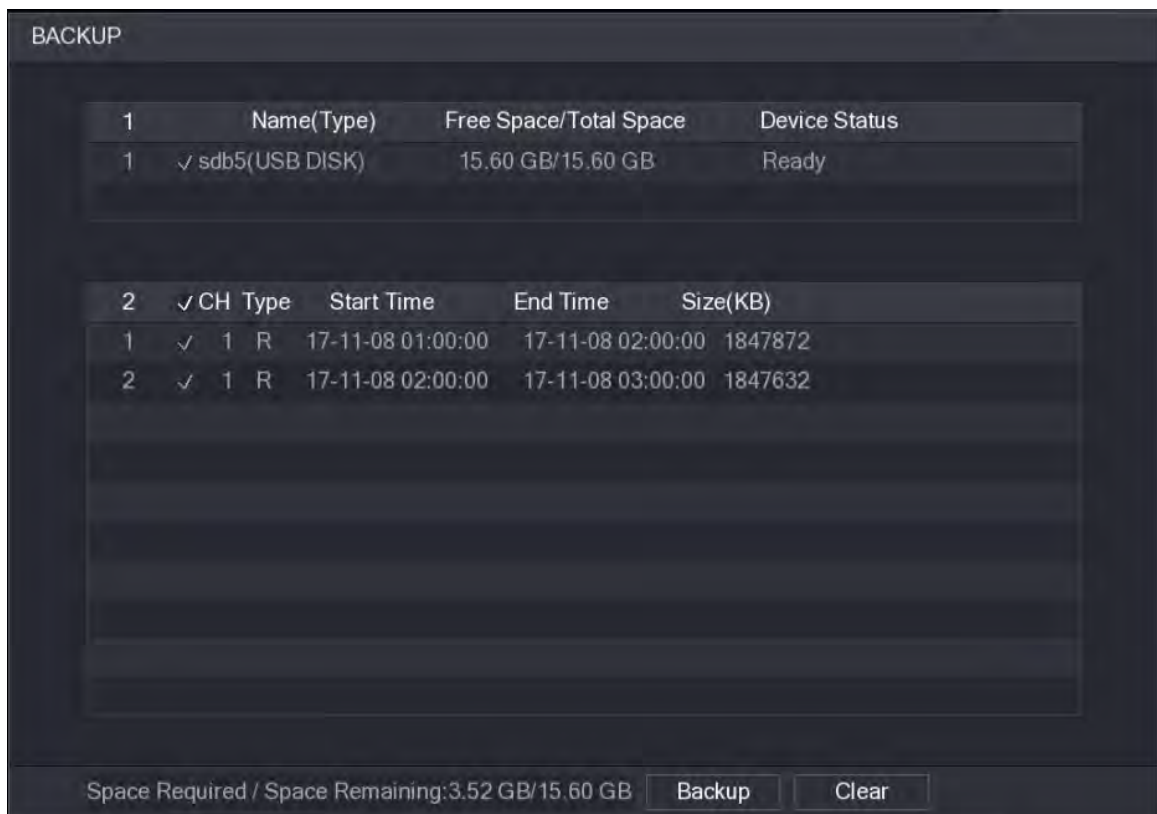 BACKUP
1 Name(Type) Free Space/Total Space Device Status
1 ✓ sdb5(USB DISK) 15.60 GB/15.60 GB Ready
2 ✓ CH Type Start Time End Time Size(KB)
1 ✓ 1 R 17-11-08 01:00:00 17-11-08 02:00:00 1847872
2 ✓ 1 R 17-11-08 02:00:00 17-11-08 03:00:00 1847632
Space Required / Space Remaining:3.52 GB/15.60 GB Backup Clear